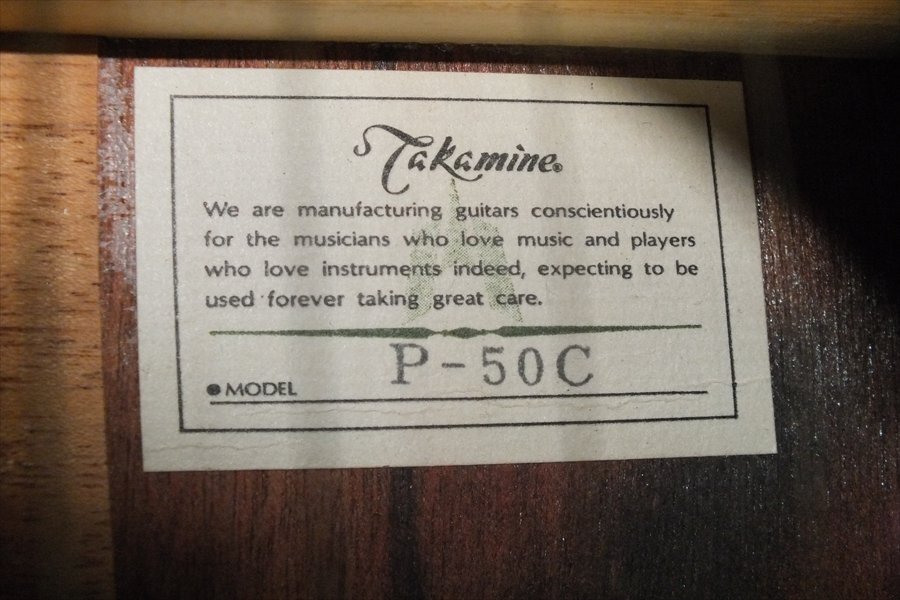 Takamine®
We are manufacturing guitars conscientiously
for the musicians who love music and players
who love instruments indeed, expecting to be
used forever taking great care.
P-50C
●MODEL